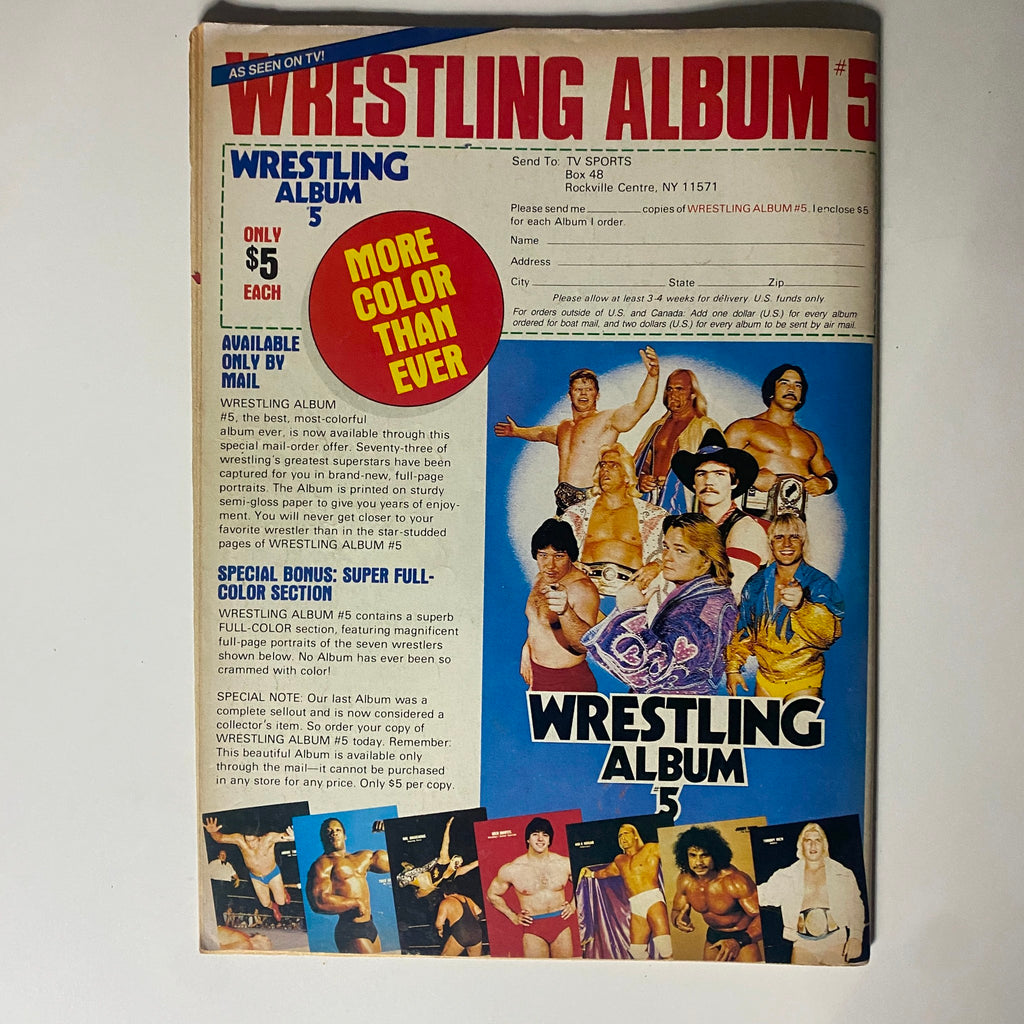 AS SEEN ON TV!
WRESTLING ALBUM #5
WRESTLING
ALBUM
5
ONLY
$5
EACH
MORE
COLOR
THAN
EVER
Send To: TV SPORTS
Box 48
Rockville Centre, NY 11571
Please send me copies of WRESTLING ALBUM #5. I enclose $5
for each Album I order.
Name
Address
City State Zip
Please allow at least 3-4 weeks for delivery. U.S. funds only.
For orders outside of U.S. and Canada: Add one dollar (U.S.) for every album
ordered for boat mail, and two dollars (U.S.) for every album to be sent by air mail.
AVAILABLE
ONLY BY
MAIL
WRESTLING ALBUM
#5, the best, most-colorful
album ever, is now available through this
special mail-order offer. Seventy-three of
wrestling's greatest superstars have been
captured for you in brand-new, full-page
portraits. The Album is printed on sturdy
semi-gloss paper to give you years of enjoy-
ment. You will never get closer to your
favorite wrestler than in the star-studded
pages of WRESTLING ALBUM #5
SPECIAL BONUS: SUPER FULL-
COLOR SECTION
WRESTLING ALBUM #5 contains a superb
FULL-COLOR section, featuring magnificent
full-page portraits of the seven wrestlers
shown below. No Album has ever been so
crammed with color!
SPECIAL NOTE: Our last Album was a
complete sellout and is now considered a
collector's item. So order your copy of
WRESTLING ALBUM #5 today. Remember:
This beautiful Album is available only
through the mail—it cannot be purchased
in any store for any price. Only $5 per copy.
WRESTLING
ALBUM
5